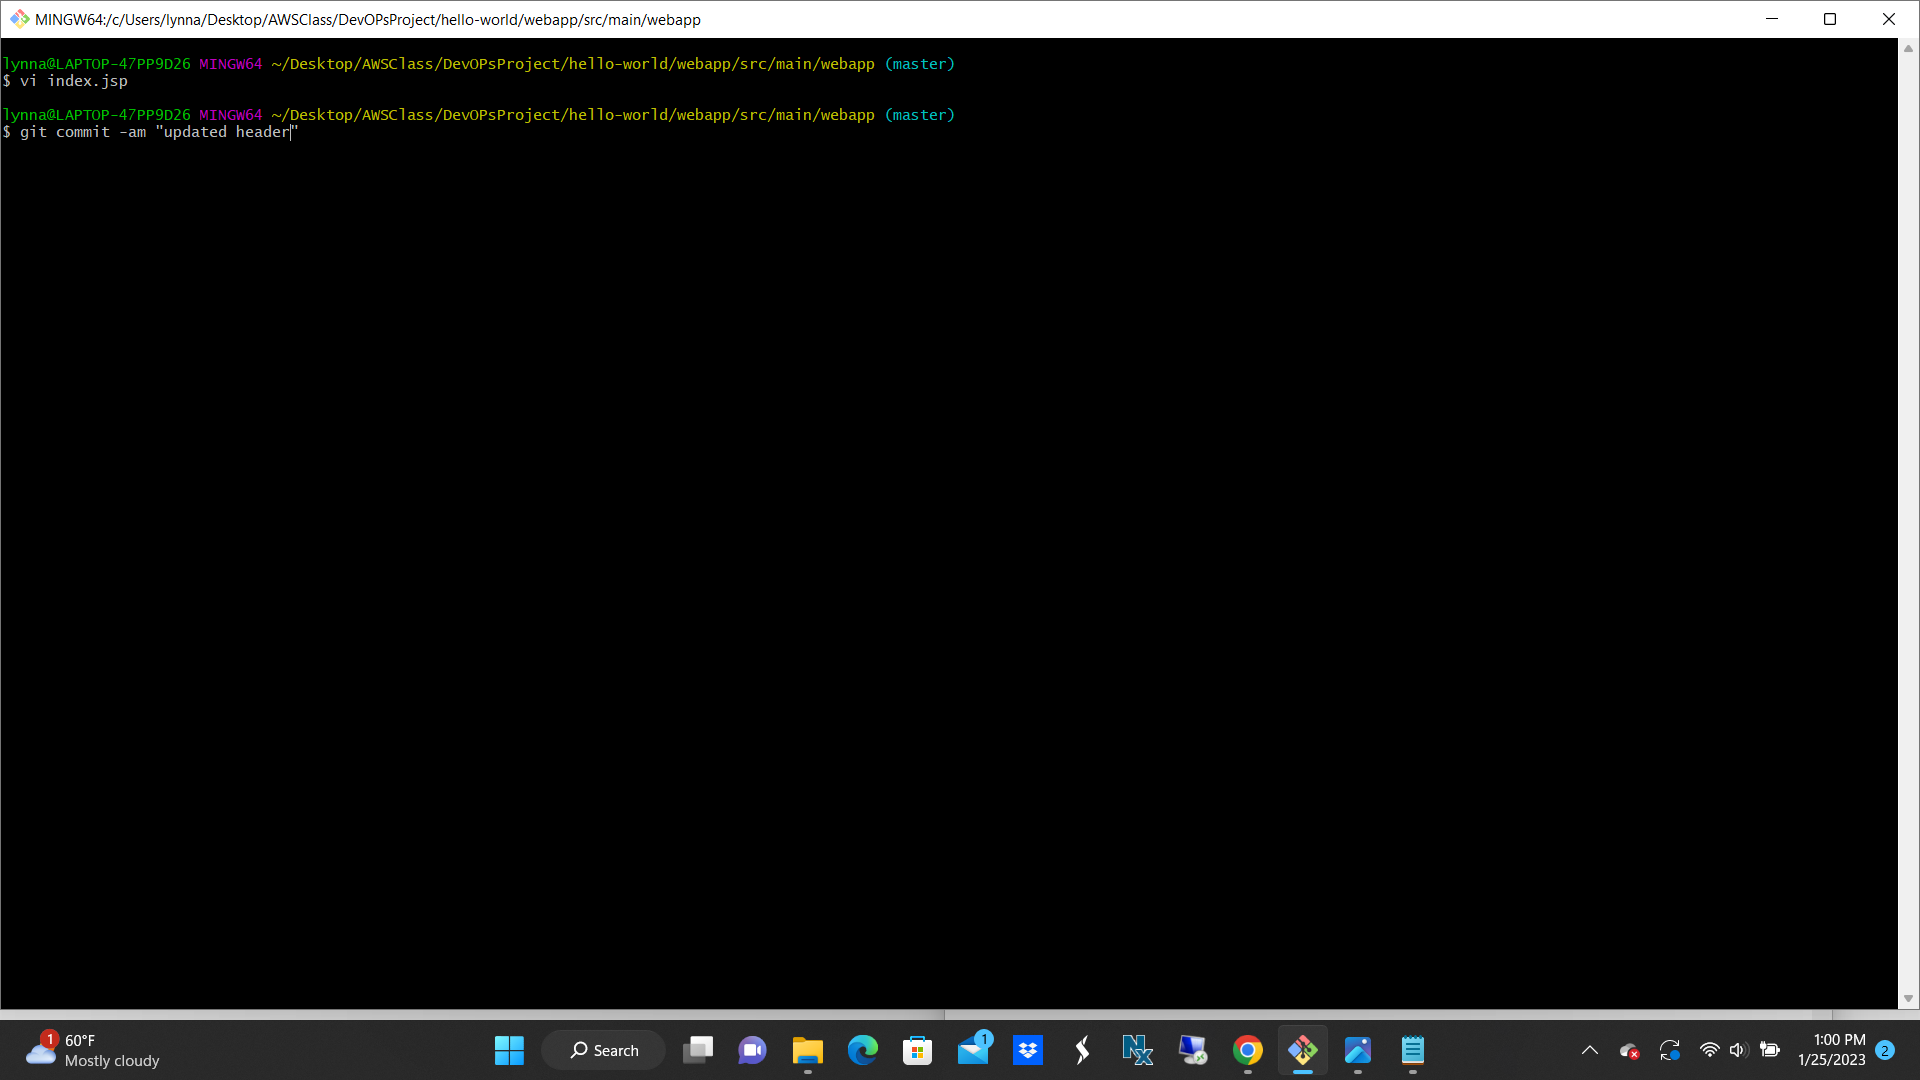 MINGW64:/c/Users/lynna/Desktop/AWSClass/DevOPsProject/hello-world/webapp/src/main/webapp
lynna@LAPTOP-47PP9D26 MINGW64 ~/Desktop/AWSClass/DevOPsProject/hello-world/webapp/src/main/webapp (master)
$ vi index.jsp
lynna@LAPTOP-47PP9D26 MINGW64 ~/Desktop/AWSClass/DevOPsProject/hello-world/webapp/src/main/webapp (master)
$ git commit -am "updated header"
1
60°F
Mostly cloudy
Search
1
Nx
1:00 PM
1/25/2023
2